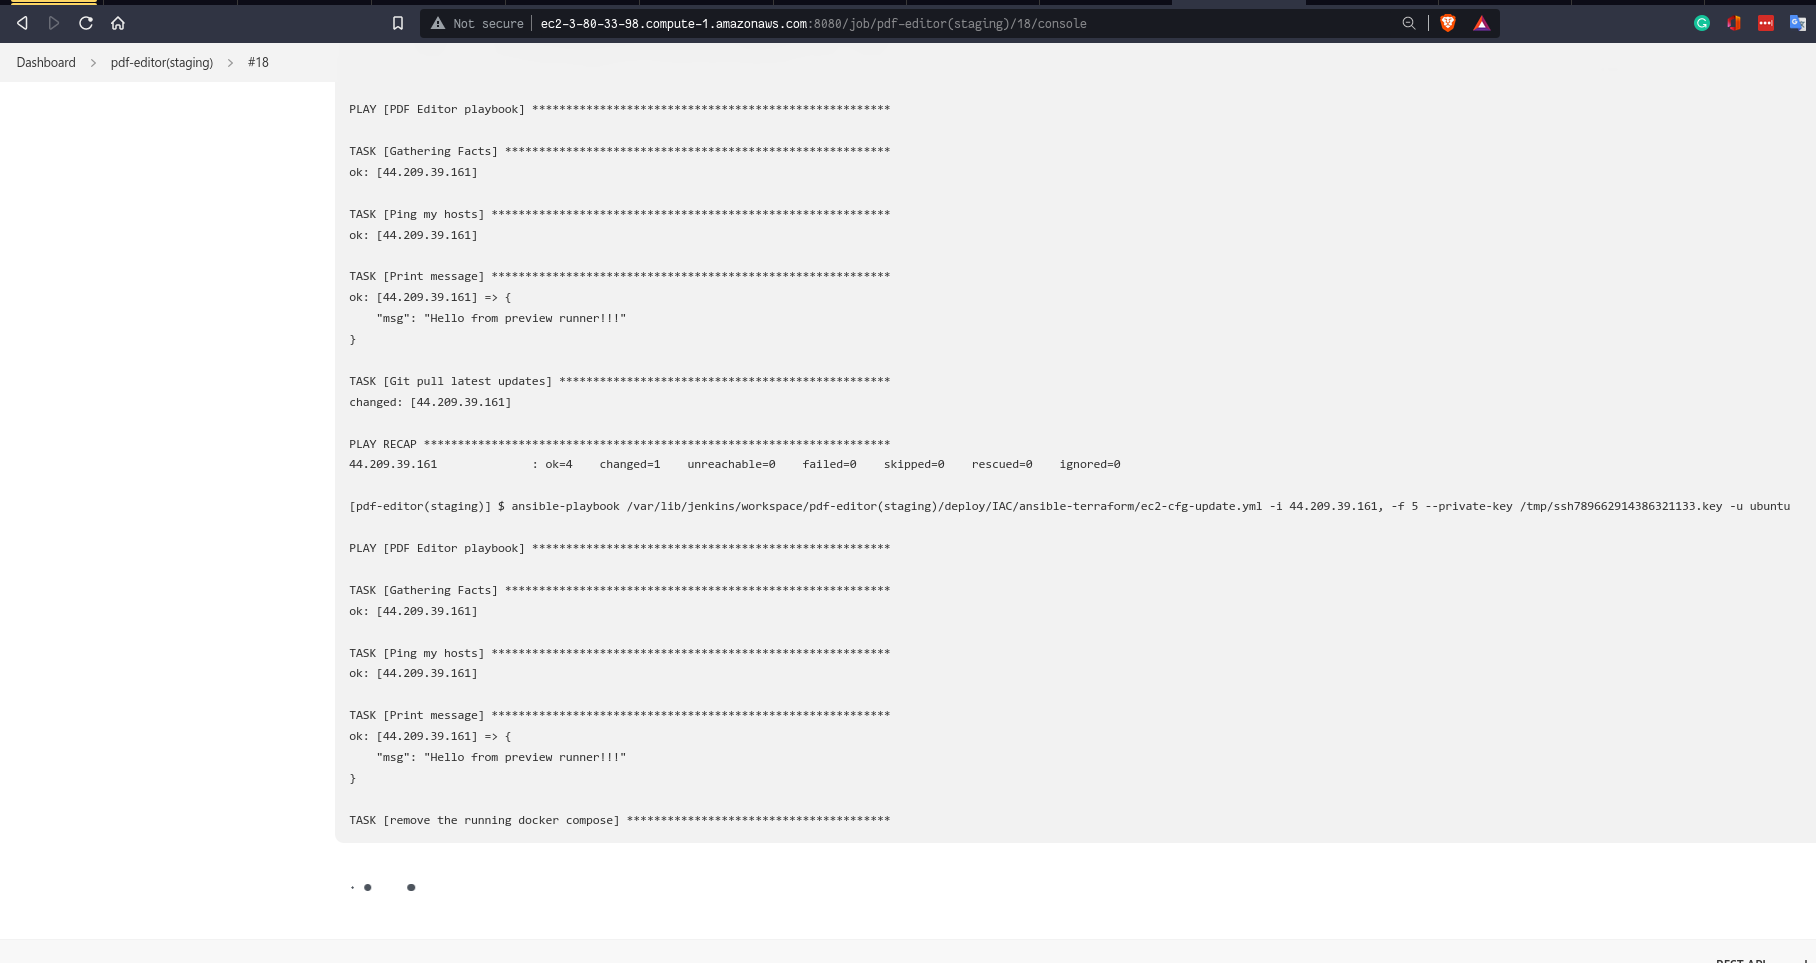 Not secure ec2-3-80-33-98.compute-1.amazonaws.com:8080/job/pdf-editor(staging)/18/console
Dashboard > pdf-editor(staging) > #18
PLAY [PDF Editor playbook] *****************************************************
TASK [Gathering Facts] *********************************************************
ok: [44.209.39.161]
TASK [Ping my hosts] ***********************************************************
ok: [44.209.39.161]
TASK [Print message] ***********************************************************
ok: [44.209.39.161] => {
    "msg": "Hello from preview runner!!!"
}
TASK [Git pull latest updates] *************************************************
changed: [44.209.39.161]
PLAY RECAP *********************************************************************
44.209.39.161              : ok=4    changed=1    unreachable=0    failed=0    skipped=0    rescued=0    ignored=0
[pdf-editor(staging)] $ ansible-playbook /var/lib/jenkins/workspace/pdf-editor(staging)/deploy/IAC/ansible-terraform/ec2-cfg-update.yml -i 44.209.39.161, -f 5 --private-key /tmp/ssh789662914386321133.key -u ubuntu
PLAY [PDF Editor playbook] *****************************************************
TASK [Gathering Facts] *********************************************************
ok: [44.209.39.161]
TASK [Ping my hosts] ***********************************************************
ok: [44.209.39.161]
TASK [Print message] ***********************************************************
ok: [44.209.39.161] => {
    "msg": "Hello from preview runner!!!"
}
TASK [remove the running docker compose] ***************************************
REST API